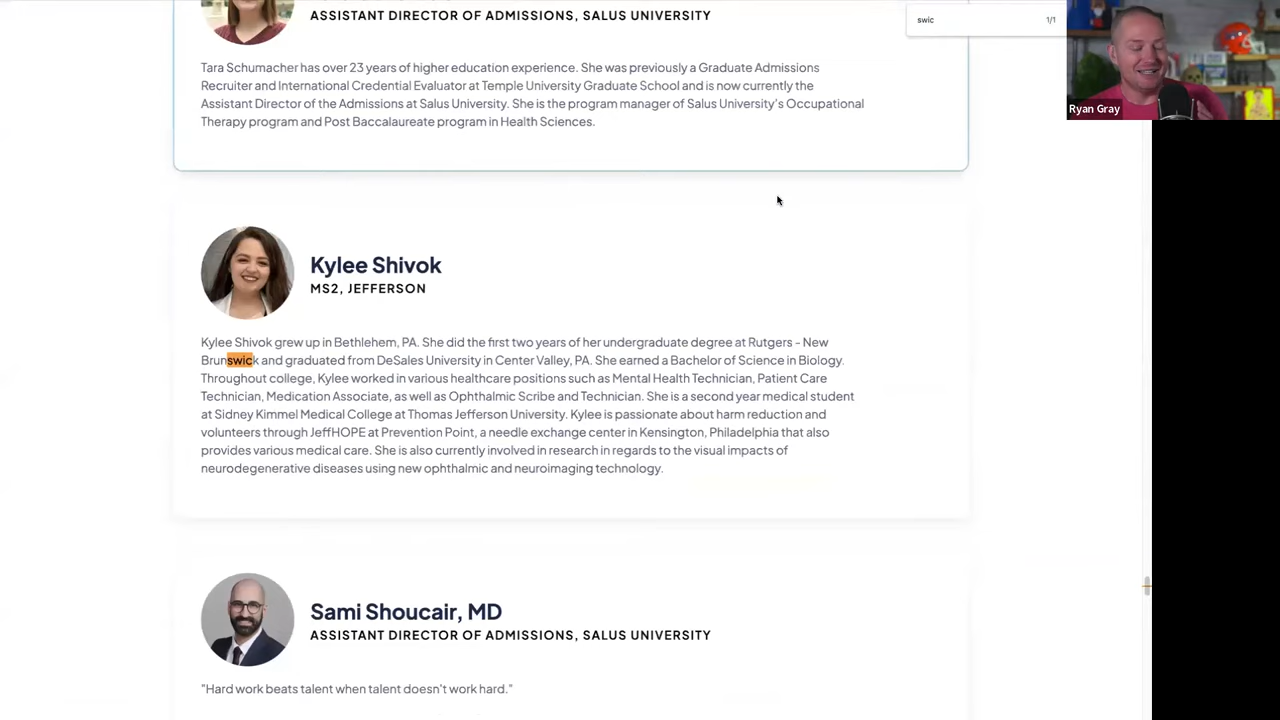 ASSISTANT DIRECTOR OF ADMISSIONS, SALUS UNIVERSITY
swic
1/1
Tara Schumacher has over 23 years of higher education experience. She was previously a Graduate Admissions
Recruiter and International Credential Evaluator at Temple University Graduate School and is now currently the
Assistant Director of the Admissions at Salus University. She is the program manager of Salus University's Occupational
Therapy program and Post Baccalaureate program in Health Sciences.
Ryan Gray
Kylee Shivok
MS2, JEFFERSON
Kylee Shivok grew up in Bethlehem, PA. She did the first two years of her undergraduate degree at Rutgers - New
Brunswick and graduated from DeSales University in Center Valley, PA. She earned a Bachelor of Science in Biology.
Throughout college, Kylee worked in various healthcare positions such as Mental Health Technician, Patient Care
Technician, Medication Associate, as well as Ophthalmic Scribe and Technician. She is a second year medical student
at Sidney Kimmel Medical College at Thomas Jefferson University. Kylee is passionate about harm reduction and
volunteers through JeffHOPE at Prevention Point, a needle exchange center in Kensington, Philadelphia that also
provides various medical care. She is also currently involved in research in regards to the visual impacts of
neurodegenerative diseases using new ophthalmic and neuroimaging technology.
Sami Shoucair, MD
ASSISTANT DIRECTOR OF ADMISSIONS, SALUS UNIVERSITY
"Hard work beats talent when talent doesn't work hard."